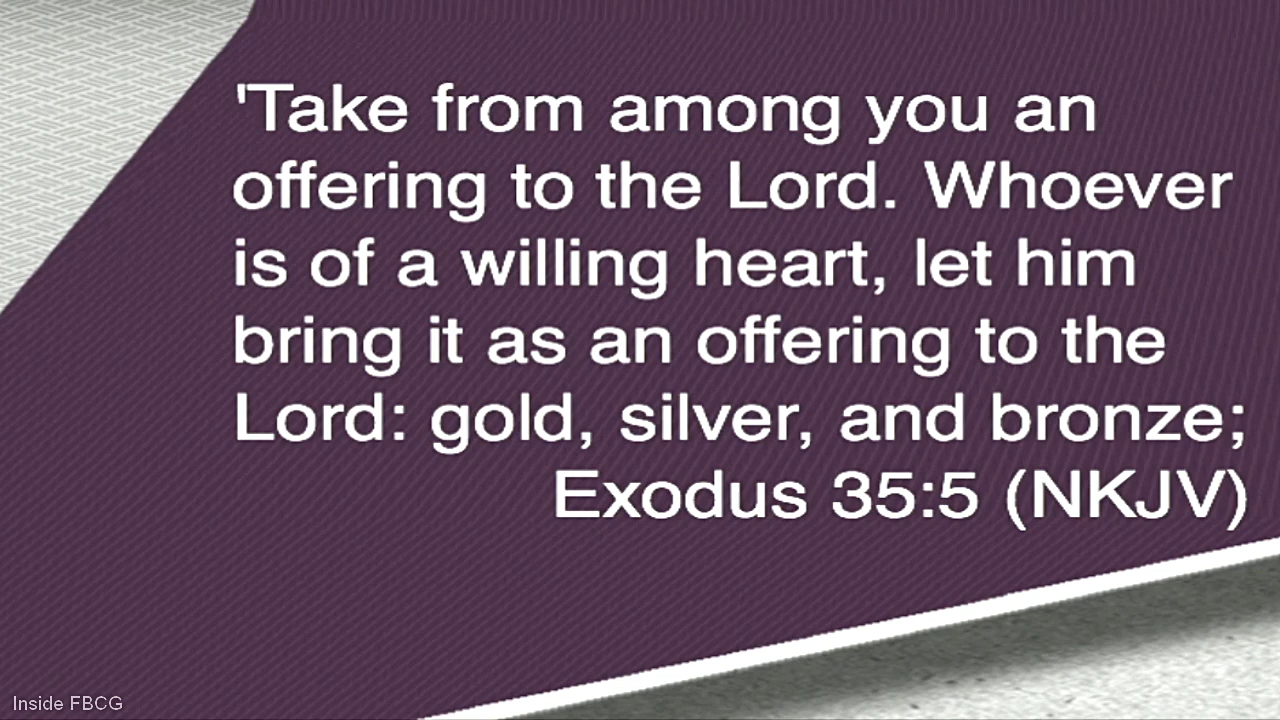 'Take from among you an
offering to the Lord. Whoever
is of a willing heart, let him
bring it as an offering to the
Lord: gold, silver, and bronze;
Exodus 35:5 (NKJV)
Inside FBCG